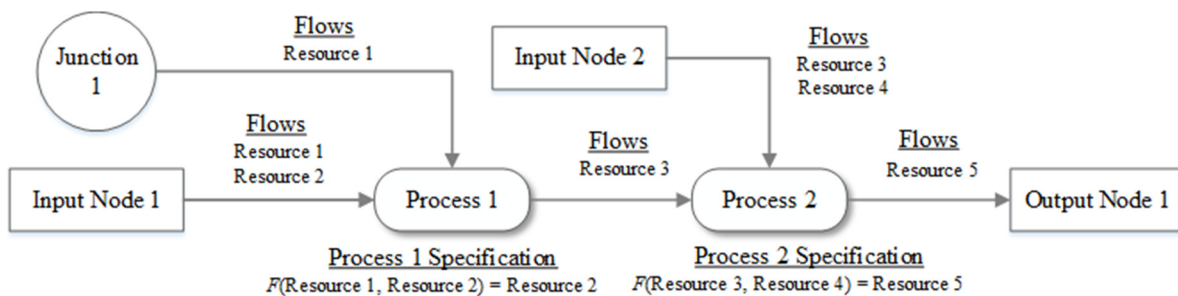 Junction
1
Flows
Resource 1
Input Node 2
Flows
Resource 3
Resource 4
Flows
Resource 1
Resource 2
Flows
Resource 3
Flows
Resource 5
Input Node 1
Process 1
Process 2
Output Node 1
Process 1 Specification
F(Resource 1, Resource 2) = Resource 2
Process 2 Specification
F(Resource 3, Resource 4) = Resource 5